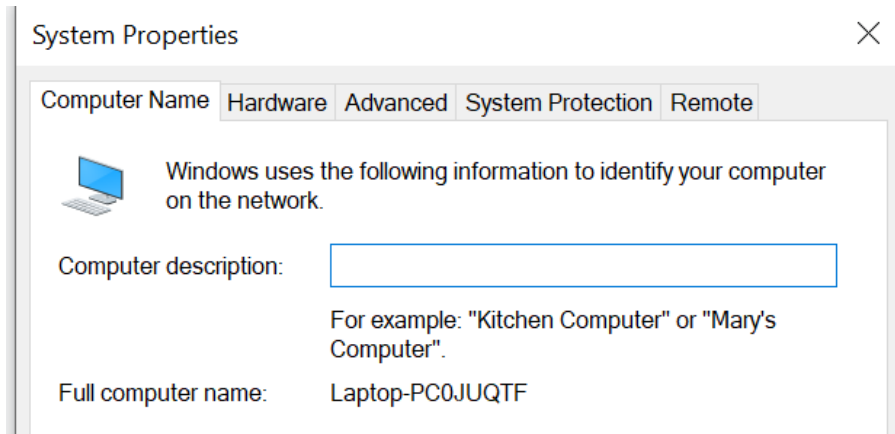 System Properties
Computer Name Hardware Advanced System Protection Remote
Windows uses the following information to identify your computer
on the network.
Computer description:
For example: "Kitchen Computer" or "Mary's
Computer".
Full computer name: Laptop-PC0JUQTF